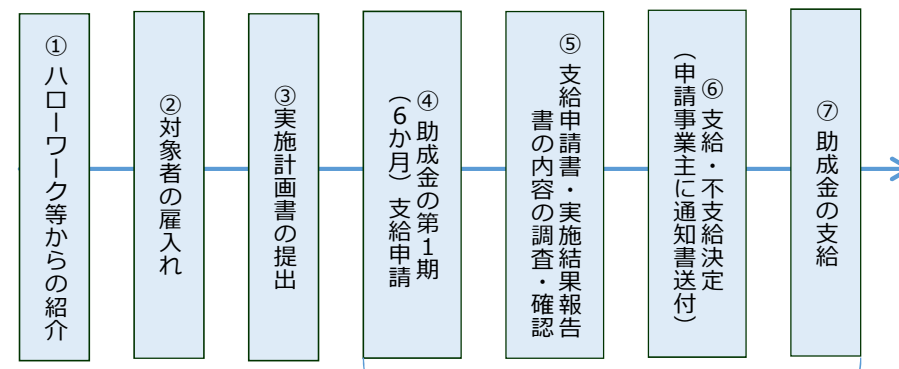 ① ハローワーク等からの紹介
②対象者の雇入れ
③実施計画書の提出
④助成金の第1期
(6か月)支給申請
⑤ 支給申請書・実施結果報告
書の内容の調査・確認
⑥ 支給・不支給決定
(申請事業主に通知書送付)
⑦ 助成金の支給